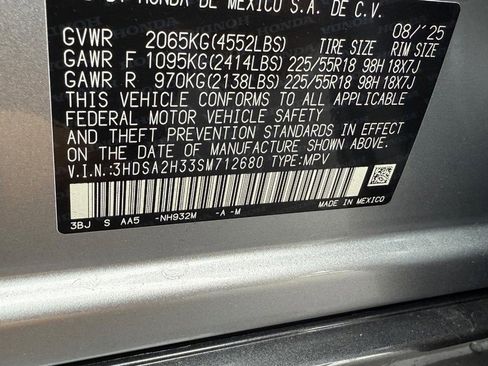 BY HONDA DE MEXICO S.A. DE C.V.
08/'25
GVWR 2065KG(4552LBS) TIRE SIZE RIM SIZE
GAWR F 1095KG(2414LBS) 225/55R18 98H 18X7J
GAWR R 970KG(2138LBS) 225/55R18 98H 18X7J
THIS VEHICLE CONFORMS TO ALL APPLICABLE
FEDERAL MOTOR VEHICLE SAFETY
AND THEFT PREVENTION STANDARDS IN EFFECT
ON THE DATE OF MANUFACTURE SHOWN ABOVE.
V.I.N.:3HDSA2H33SM712680 TYPE:MPV
3BJ S AA5 -NH932M -A -M
MADE IN MEXICO